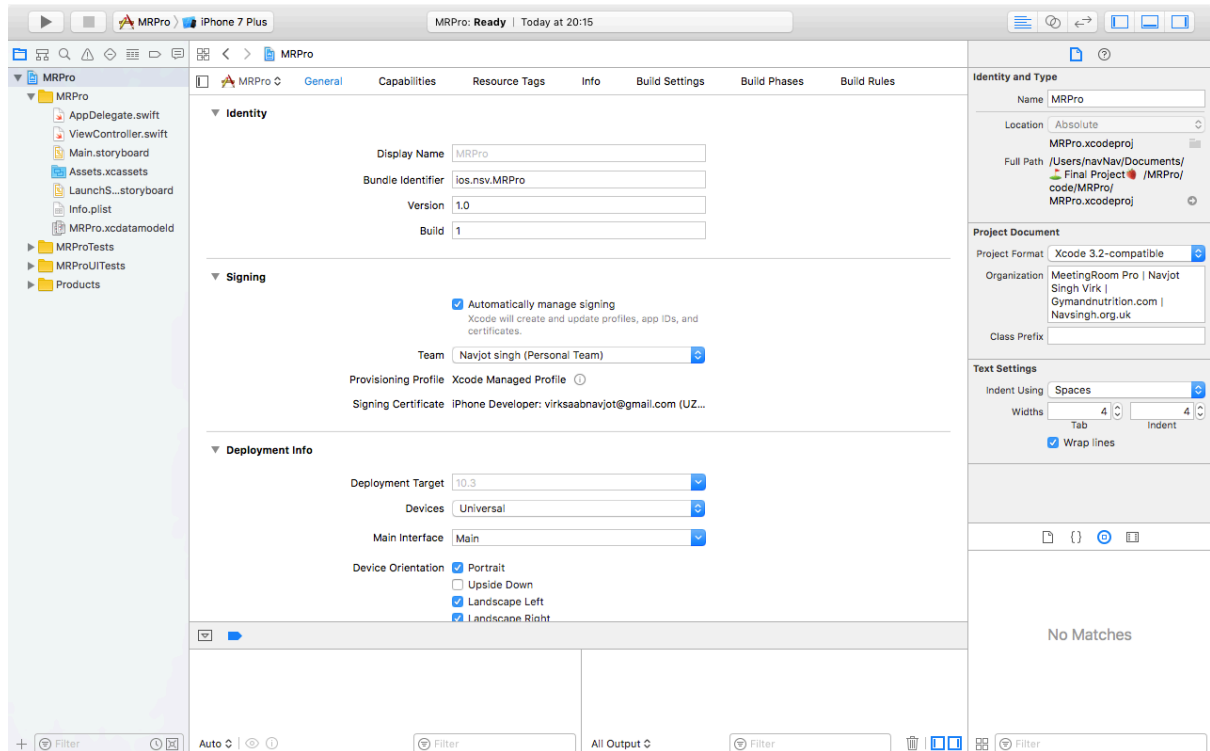 MRPro
iPhone 7 Plus
MRPro: Ready | Today at 20:15
MRPro
MRPro
MRPro
AppDelegate.swift
ViewController.swift
Main.storyboard
Assets.xcassets
LaunchS...storyboard
Info.plist
MRPro.xcdatamodeld
MRProTests
MRProUITests
Products
Filter
MRPro
General
Capabilities
Resource Tags
Info
Build Settings
Build Phases
Build Rules
Identity
Display Name MRPro
Bundle Identifier ios.nsv.MRPro
Version 1.0
Build 1
Signing
Automatically manage signing
Xcode will create and update profiles, app IDs, and
certificates.
Team Navjot singh (Personal Team)
Provisioning Profile Xcode Managed Profile
Signing Certificate iPhone Developer: virksaabnavjot@gmail.com (UZ...
Deployment Info
Deployment Target 10.3
Devices Universal
Main Interface Main
Device Orientation Portrait
Upside Down
Landscape Left
Landscape Right
Auto
Filter
All Output
Filter
Identity and Type
Name MRPro
Location Absolute
MRPro.xcodeproj
Full Path /Users/navNav/Documents/
Final Project /MRPro/
code/MRPro/
MRPro.xcodeproj
Project Document
Project Format Xcode 3.2-compatible
Organization MeetingRoom Pro | Navjot
Singh Virk |
Gymandnutrition.com |
Navsingh.org.uk
Class Prefix
Text Settings
Indent Using Spaces
Widths 4 4
Tab Indent
Wrap lines
{}
No Matches
Filter